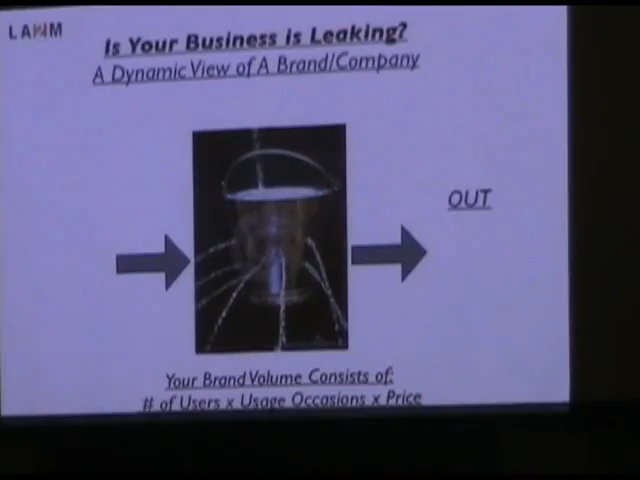 LA2M
Is Your Business is Leaking?
A Dynamic View of A Brand/Company
OUT
Your Brand Volume Consists of:
# of Users x Usage Occasions x Price